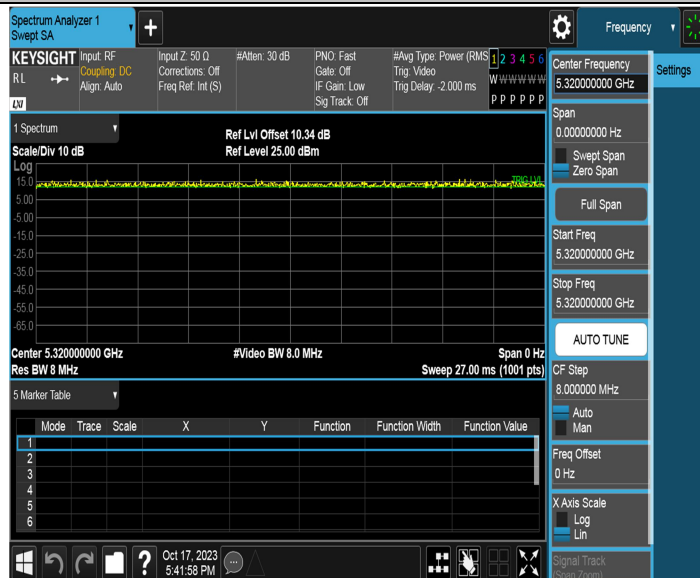 Spectrum Analyzer 1
Swept SA
Frequency
KEYSIGHT
RL
LXI
Input: RF
Coupling: DC
Align: Auto
Input Z: 50 Ω
Corrections: Off
Freq Ref: Int (S)
#Atten: 30 dB
PNO: Fast
Gate: Off
IF Gain: Low
Sig Track: Off
#Avg Type: Power (RMS
Trig: Video
Trig Delay: -2.000 ms
1 2 3 4 5 6
W W W W W W
P P P P P P
1 Spectrum
Scale/Div 10 dB
Ref Lvl Offset 10.34 dB
Ref Level 25.00 dBm
Log
15.0
5.00
-5.00
-15.0
-25.0
-35.0
-45.0
-55.0
-65.0
TRIG LVL
Center 5.320000000 GHz
#Video BW 8.0 MHz
Span 0 Hz
Res BW 8 MHz
Sweep 27.00 ms (1001 pts)
5 Marker Table
Mode Trace Scale X Y Function Function Width Function Value
1
2
3
4
5
6
Oct 17, 2023
5:41:58 PM
Center Frequency
5.320000000 GHz
Settings
Span
0.00000000 Hz
Swept Span
Zero Span
Full Span
Start Freq
5.320000000 GHz
Stop Freq
5.320000000 GHz
AUTO TUNE
CF Step
8.000000 MHz
Auto
Man
Freq Offset
0 Hz
X Axis Scale
Log
Lin
Signal Track
(Span Zoom)